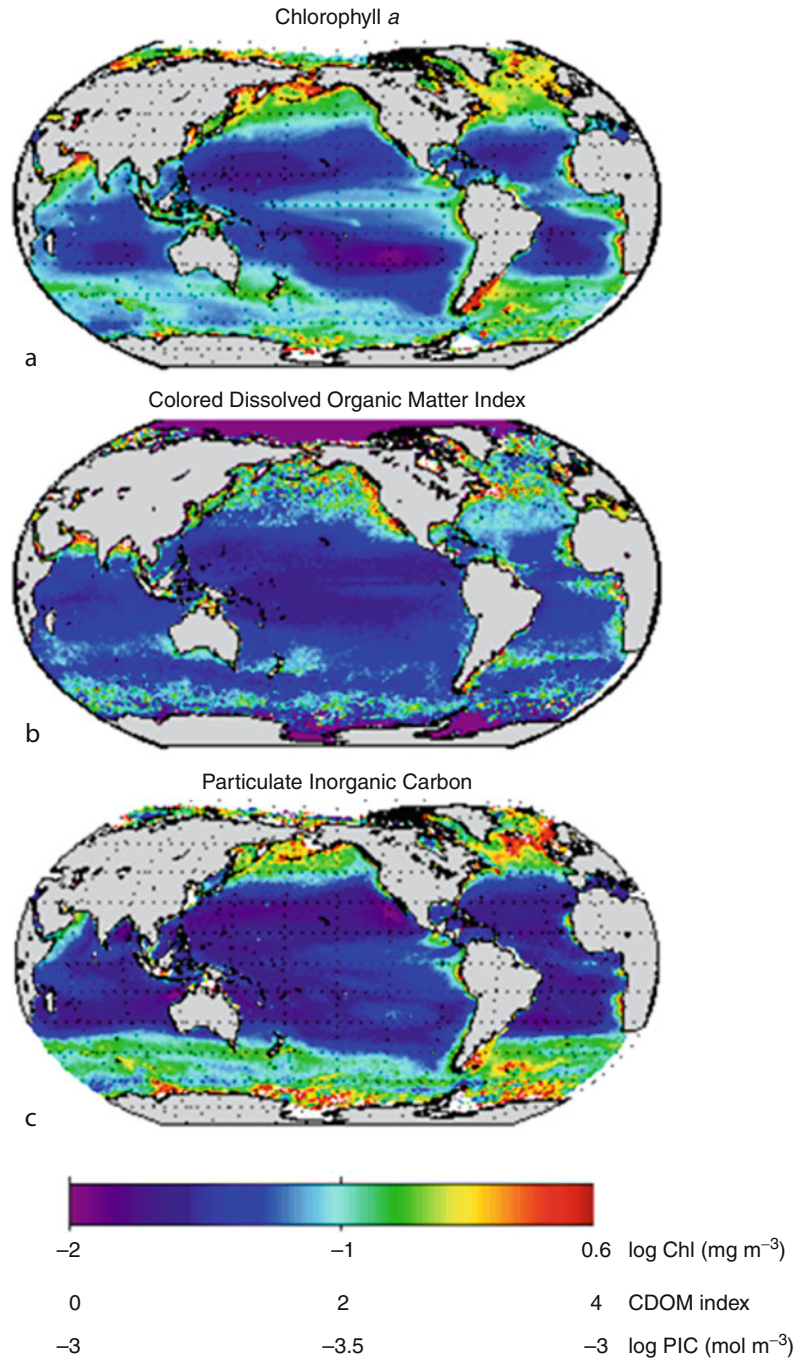 Chlorophyll a
a
Colored Dissolved Organic Matter Index
b
Particulate Inorganic Carbon
c
–2 –1 0.6 log Chl (mg m⁻³)
0 2 4 CDOM index
–3 –3.5 –3 log PIC (mol m⁻³)